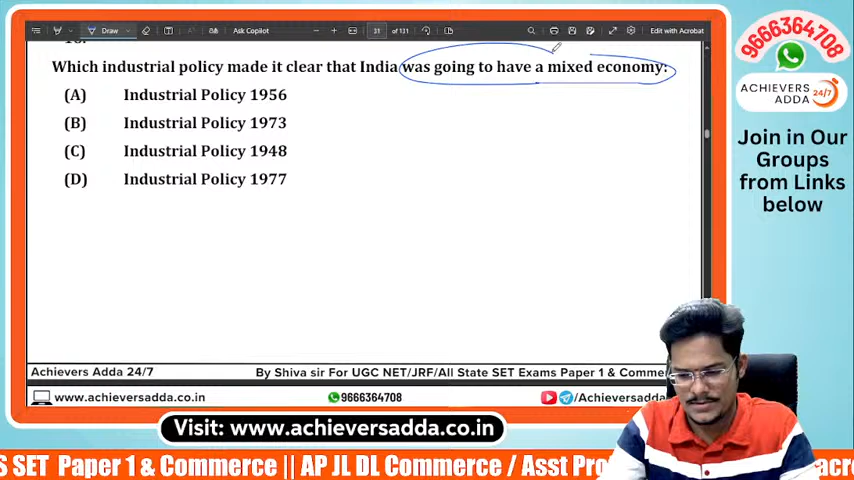 Draw
Ask Copilot
31
of 131
Edit with Acrobat
9666364708
Which industrial policy made it clear that India was going to have a mixed economy:
(A) Industrial Policy 1956
(B) Industrial Policy 1973
(C) Industrial Policy 1948
(D) Industrial Policy 1977
ACHIEVERS
ADDA 24/7
Join in Our
Groups
from Links
below
Achievers Adda 24/7
By Shiva sir For UGC NET/JRF/All State SET Exams Paper 1 & Comme
www.achieversadda.co.in
9666364708
/Achieversadda
Visit: www.achieversadda.co.in
S SET Paper 1 & Commerce || AP JL DL Commerce / Asst Pro